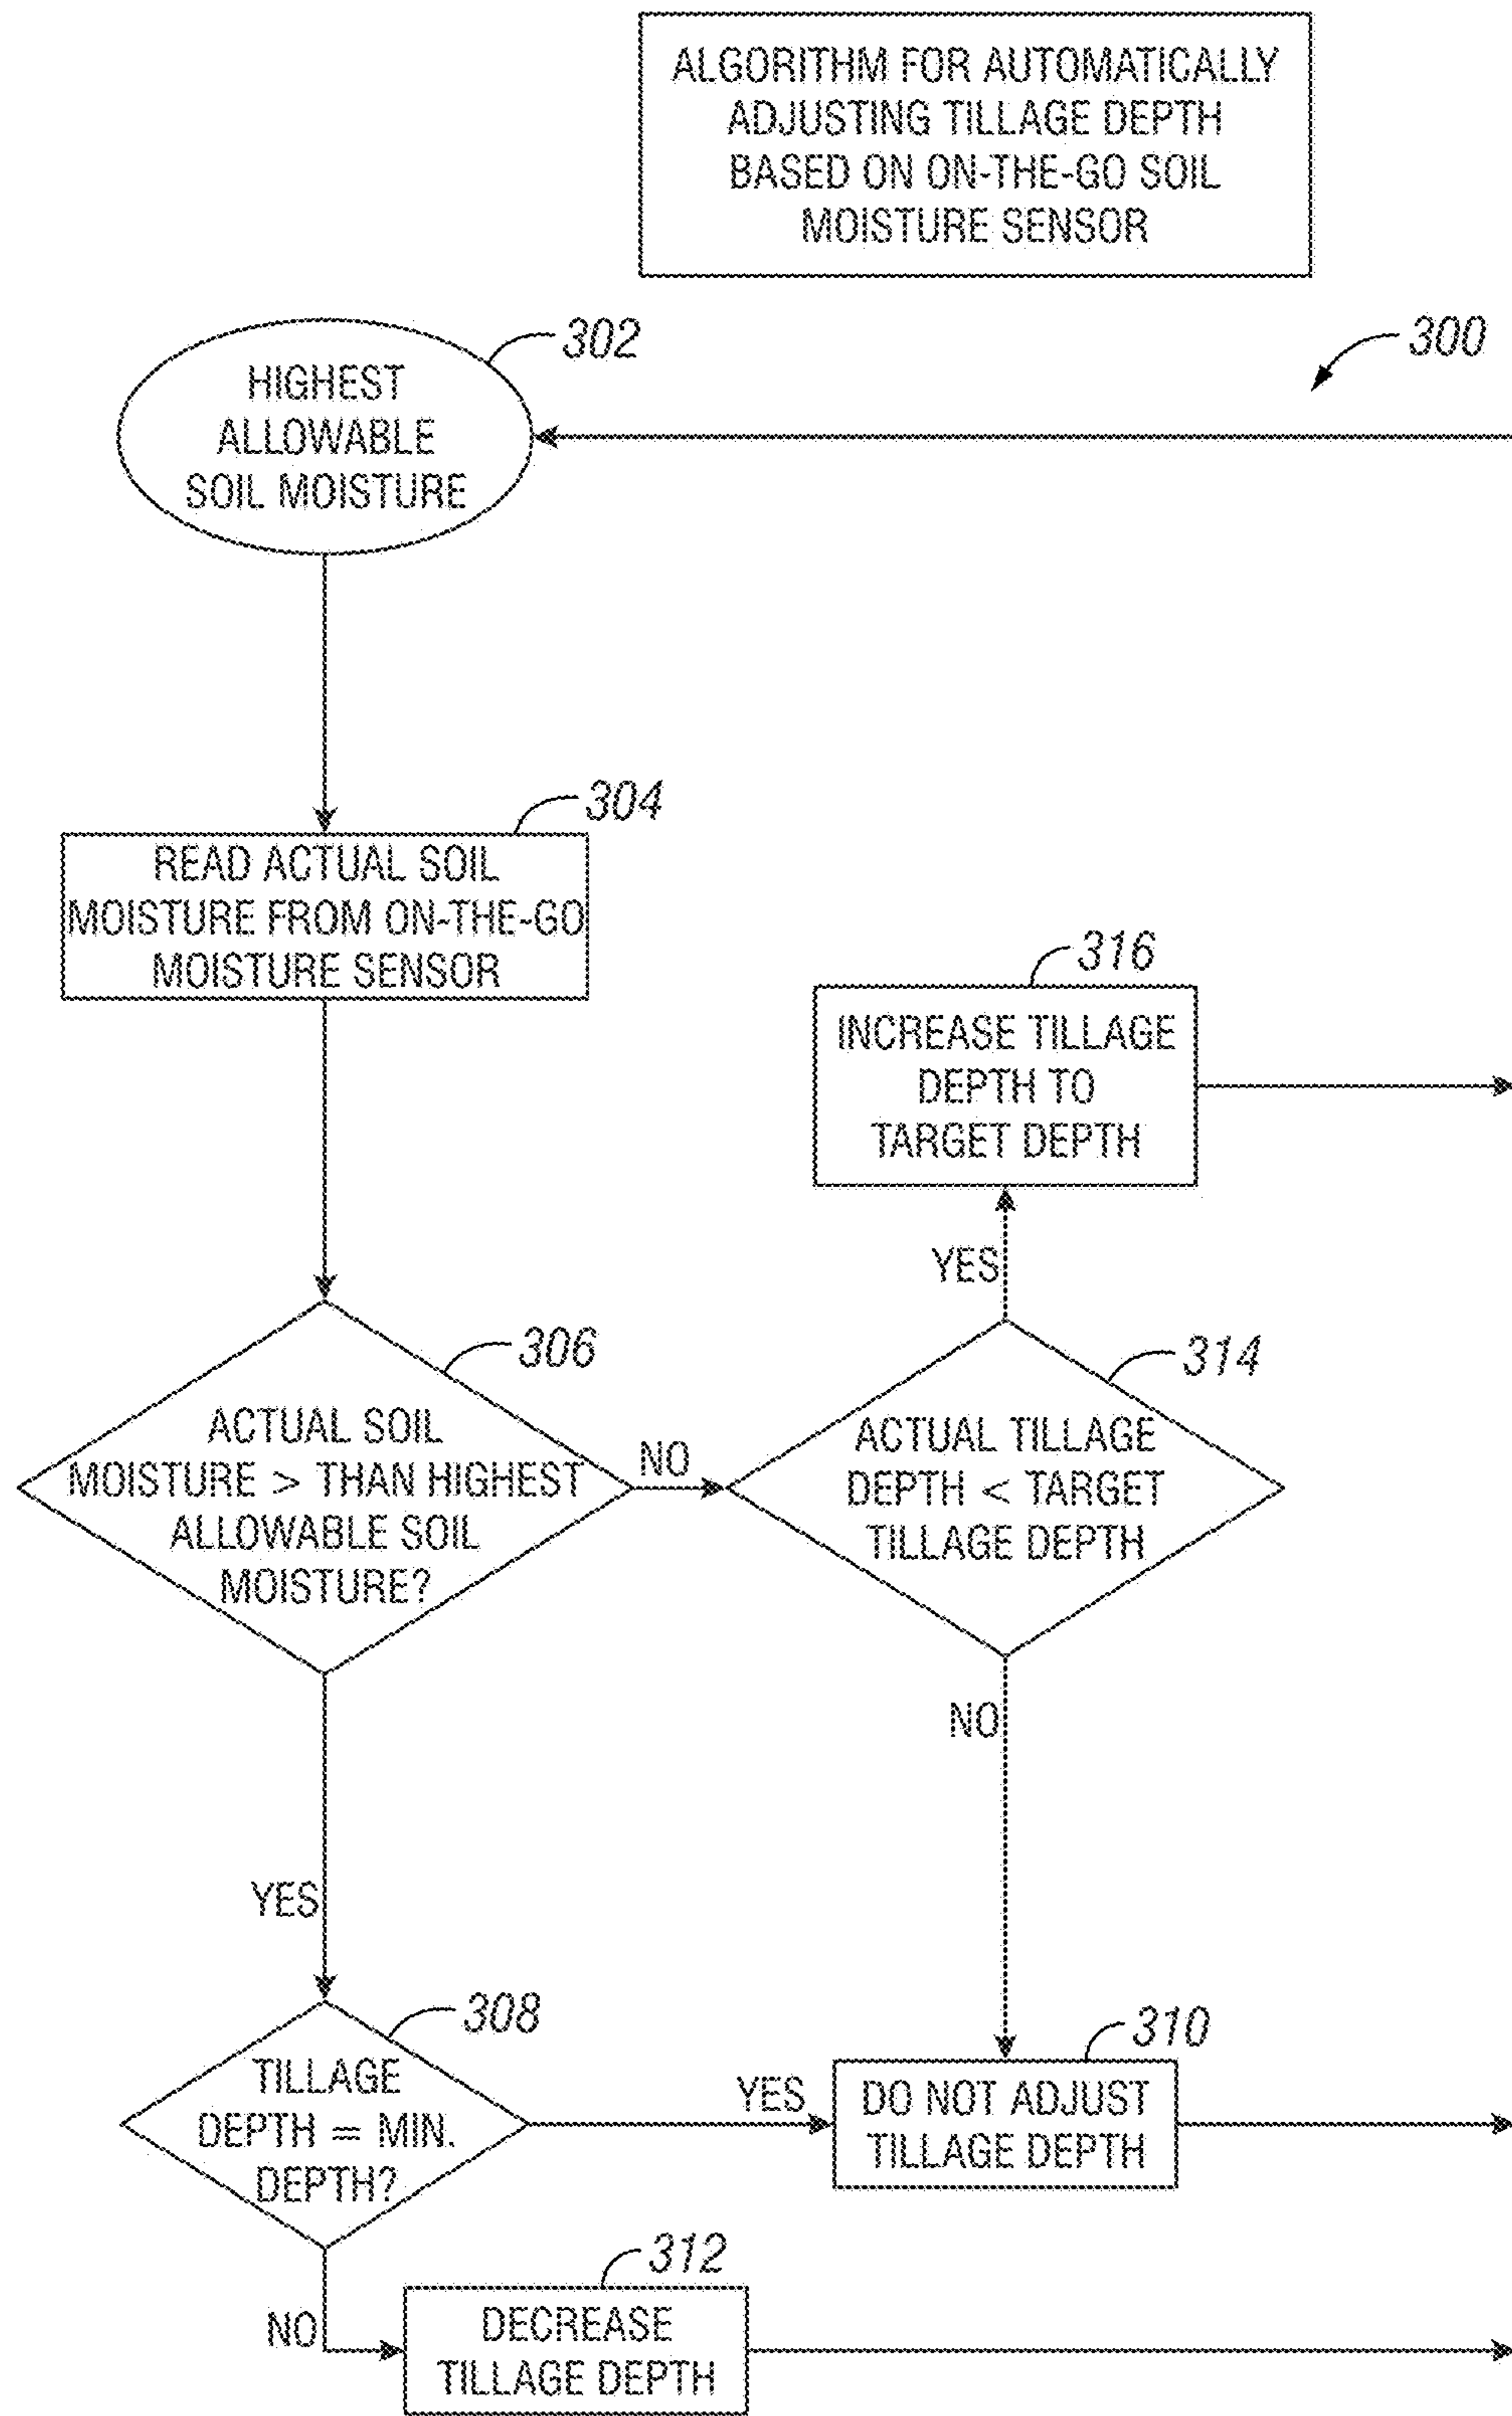 ALGORITHM FOR AUTOMATICALLY
ADJUSTING TILLAGE DEPTH
BASED ON ON-THE-GO SOIL
MOISTURE SENSOR
300
302
HIGHEST
ALLOWABLE
SOIL MOISTURE
304
READ ACTUAL SOIL
MOISTURE FROM ON-THE-GO
MOISTURE SENSOR
316
INCREASE TILLAGE
DEPTH TO
TARGET DEPTH
YES
306
ACTUAL SOIL
MOISTURE > THAN HIGHEST
ALLOWABLE SOIL
MOISTURE?
NO
314
ACTUAL TILLAGE
DEPTH < TARGET
TILLAGE DEPTH
NO
YES
308
TILLAGE
DEPTH = MIN.
DEPTH?
YES
310
DO NOT ADJUST
TILLAGE DEPTH
NO
312
DECREASE
TILLAGE DEPTH